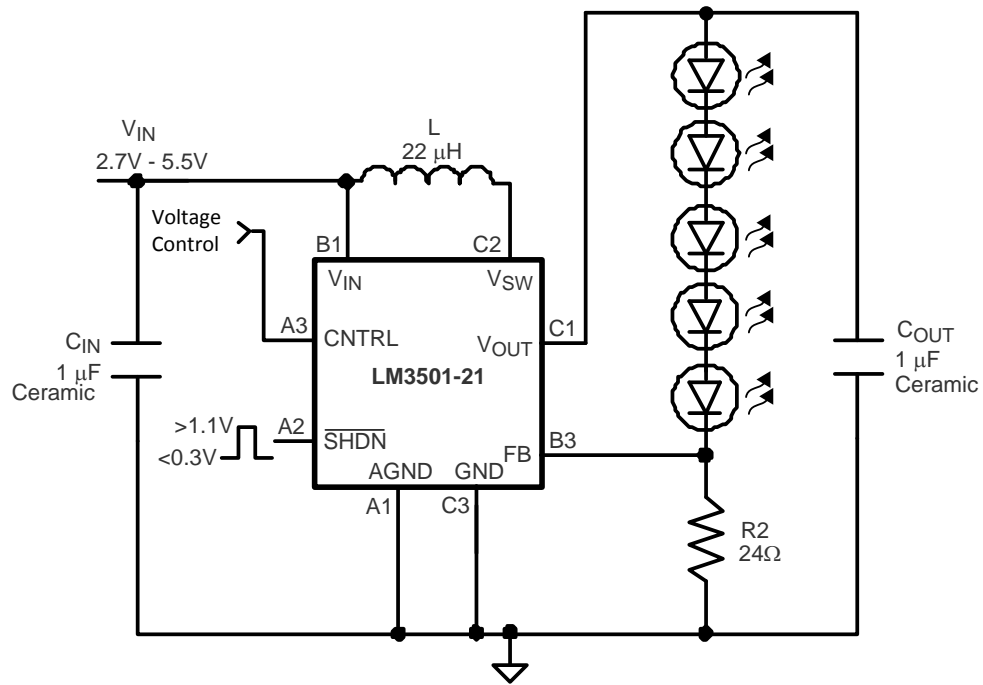 V_IN
2.7V - 5.5V
L
22 μH
Voltage
Control
B1
C2
V_IN
V_SW
A3
CNTRL
C1
V_OUT
LM3501-21
C_IN
1 μF
Ceramic
C_OUT
1 μF
Ceramic
>1.1V
<0.3V
A2
SHDN
FB
B3
AGND
GND
A1
C3
R2
24Ω